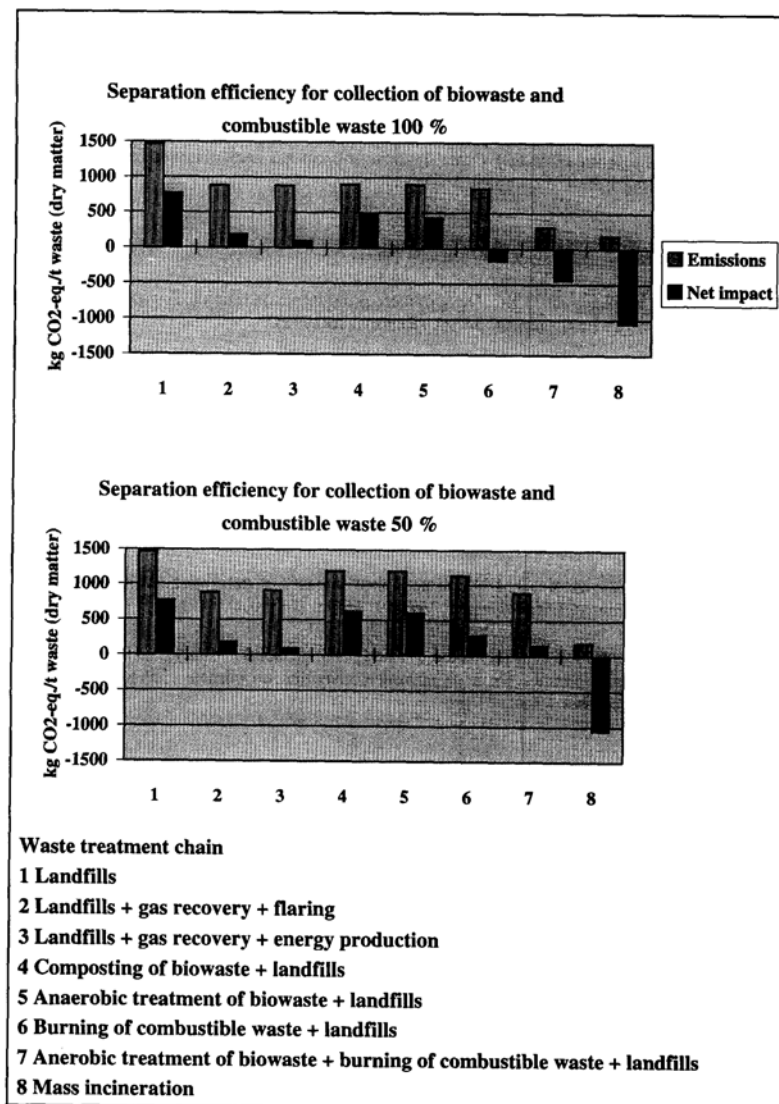 Separation efficiency for collection of biowaste and
combustible waste 100 %
kg CO2-eq./t waste (dry matter)
1500
1000
500
0
-500
-1000
-1500
1 2 3 4 5 6 7 8
Emissions
Net impact
Separation efficiency for collection of biowaste and
combustible waste 50 %
kg CO2-eq./t waste (dry matter)
1500
1000
500
0
-500
-1000
-1500
1 2 3 4 5 6 7 8
Waste treatment chain
1 Landfills
2 Landfills + gas recovery + flaring
3 Landfills + gas recovery + energy production
4 Composting of biowaste + landfills
5 Anaerobic treatment of biowaste + landfills
6 Burning of combustible waste + landfills
7 Anerobic treatment of biowaste + burning of combustible waste + landfills
8 Mass incineration